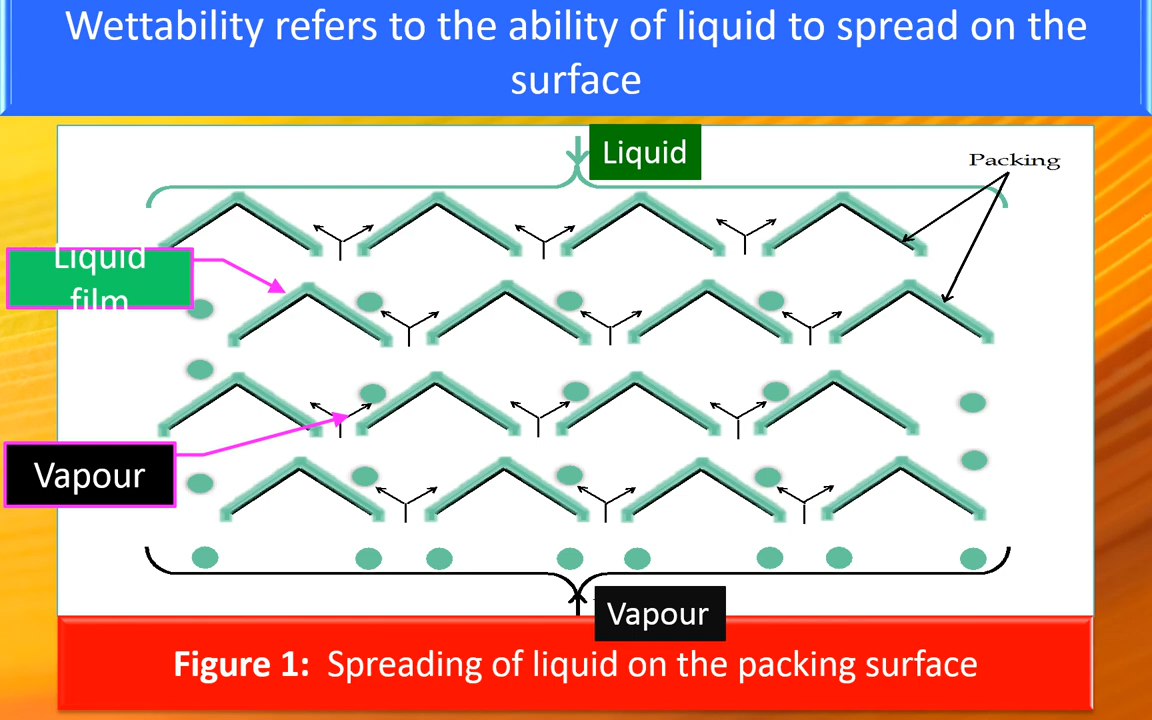 Wettability refers to the ability of liquid to spread on the
surface
Liquid
Packing
Liquid
film
Vapour
Vapour
Figure 1: Spreading of liquid on the packing surface